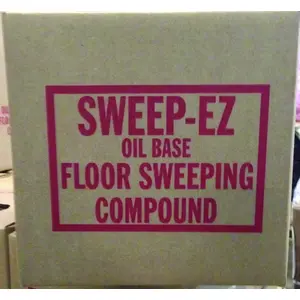 SWEEP-EZ
OIL BASE
FLOOR SWEEPING
COMPOUND